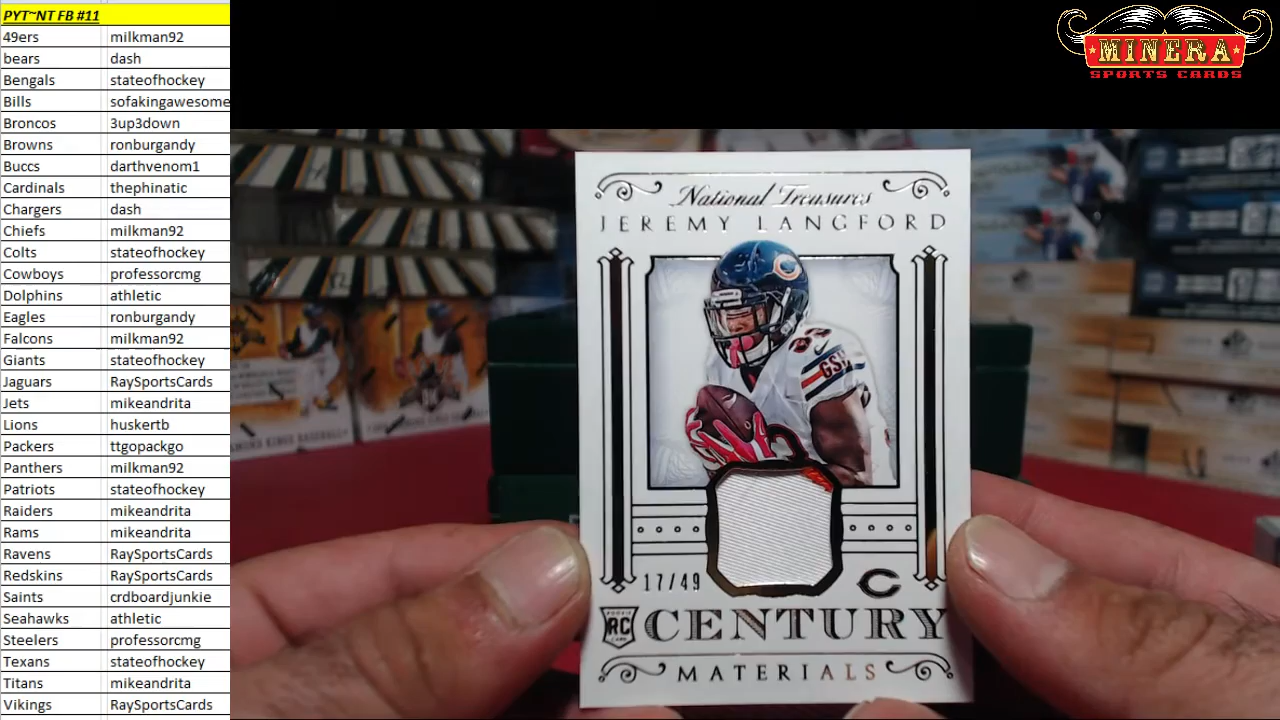 PYT~NT FB #11
49ers milkman92
bears dash
Bengals stateofhockey
Bills sofakingawesome
Broncos 3up3down
Browns ronburgandy
Buccs darthvenom1
Cardinals thephinatic
Chargers dash
Chiefs milkman92
Colts stateofhockey
Cowboys professorcmg
Dolphins athletic
Eagles ronburgandy
Falcons milkman92
Giants stateofhockey
Jaguars RaySportsCards
Jets mikeandrita
Lions huskertb
Packers ttgopackgo
Panthers milkman92
Patriots stateofhockey
Raiders mikeandrita
Rams mikeandrita
Ravens RaySportsCards
Redskins RaySportsCards
Saints crdboardjunkie
Seahawks athletic
Steelers professorcmg
Texans stateofhockey
Titans mikeandrita
Vikings RaySportsCards
MINERA
SPORTS CARDS
National Treasures
JEREMY LANGFORD
GSH
17/49
C
ROOKIE
RC
CARD
CENTURY
MATERIALS